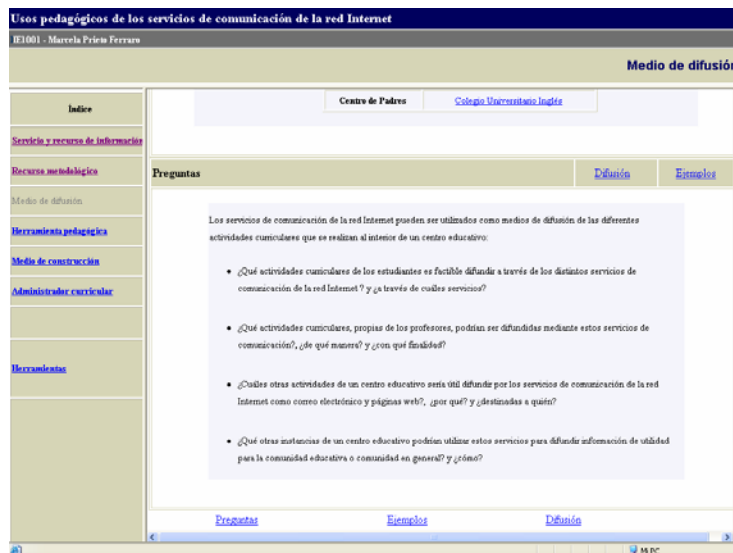 Usos pedagógicos de los servicios de comunicación de la red Internet
IE1001 - Marcela Prieto Ferraro
Medio de difusión
Indice
Servicio y recurso de información
Recurso metodológico
Medio de difusión
Herramienta pedagógica
Medio de construcción
Administrador curricular
Herramientas
Centro de Padres Colegio Universitario Inglés
Preguntas Difusión Ejemplos
Los servicios de comunicación de la red Internet pueden ser utilizados como medios de difusión de las diferentes
actividades curriculares que se realizan al interior de un centro educativo:
• ¿Qué actividades curriculares de los estudiantes es factible difundir a través de los distintos servicios de
comunicación de la red Internet? y ¿a través de cuáles servicios?
• ¿Qué actividades curriculares, propias de los profesores, podrían ser difundidas mediante estos servicios de
comunicación?, ¿de qué manera? y ¿con qué finalidad?
• ¿Cuáles otras actividades de un centro educativo sería útil difundir por los servicios de comunicación de la red
Internet como correo electrónico y páginas web?, ¿por qué? y ¿destinadas a quién?
• ¿Qué otras instancias de un centro educativo podrían utilizar estos servicios para difundir información de utilidad
para la comunidad educativa o comunidad en general? y ¿cómo?
Preguntas Ejemplos Difusión
Mi PC